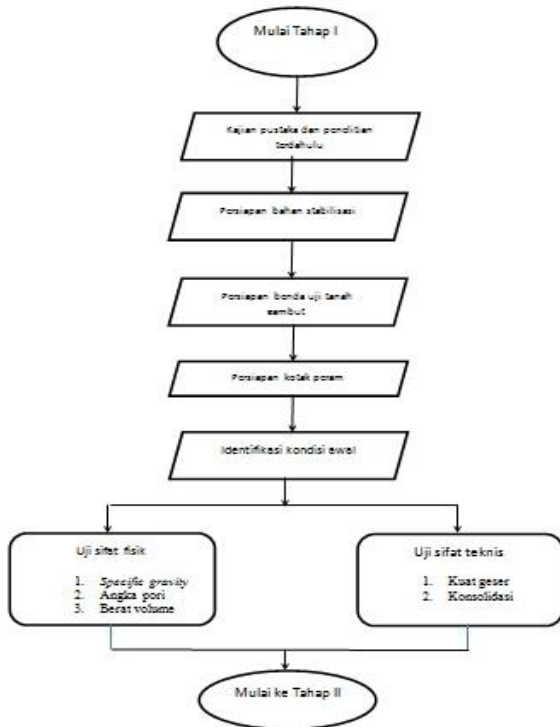 Mulai Tahap I
Kajian pustaka dan penelitian
terdahulu
Persiapan bahan stabilisasi
Persiapan benda uji tanah
gambut
Persiapan kotak peram
Identifikasi kondisi awal
Uji sifat fisik
1. Specific gravity
2. Angka pori
3. Berat volume
Uji sifat teknis
1. Kuat geser
2. Konsolidasi
Mulai ke Tahap II